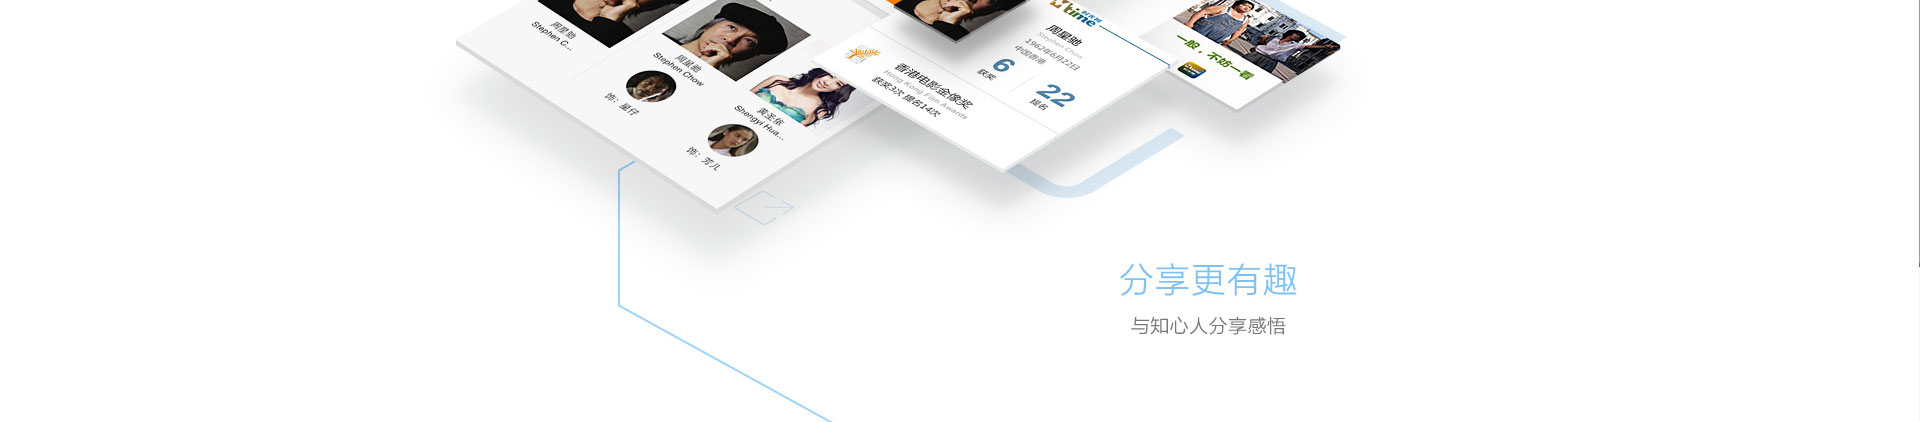 周星驰
Stephen C...
周星驰
Stephen Chow
饰：星仔
黄圣依
Shengyi Hua...
饰：芳儿
时光网
time
周星驰
Stephen Chow
1962年6月22日
中国香港
6
获奖
22
提名
香港电影金像奖
Hong Kong Film Awards
获奖3次 提名14次
一般，不妨一看
分享更有趣
与知心人分享感悟